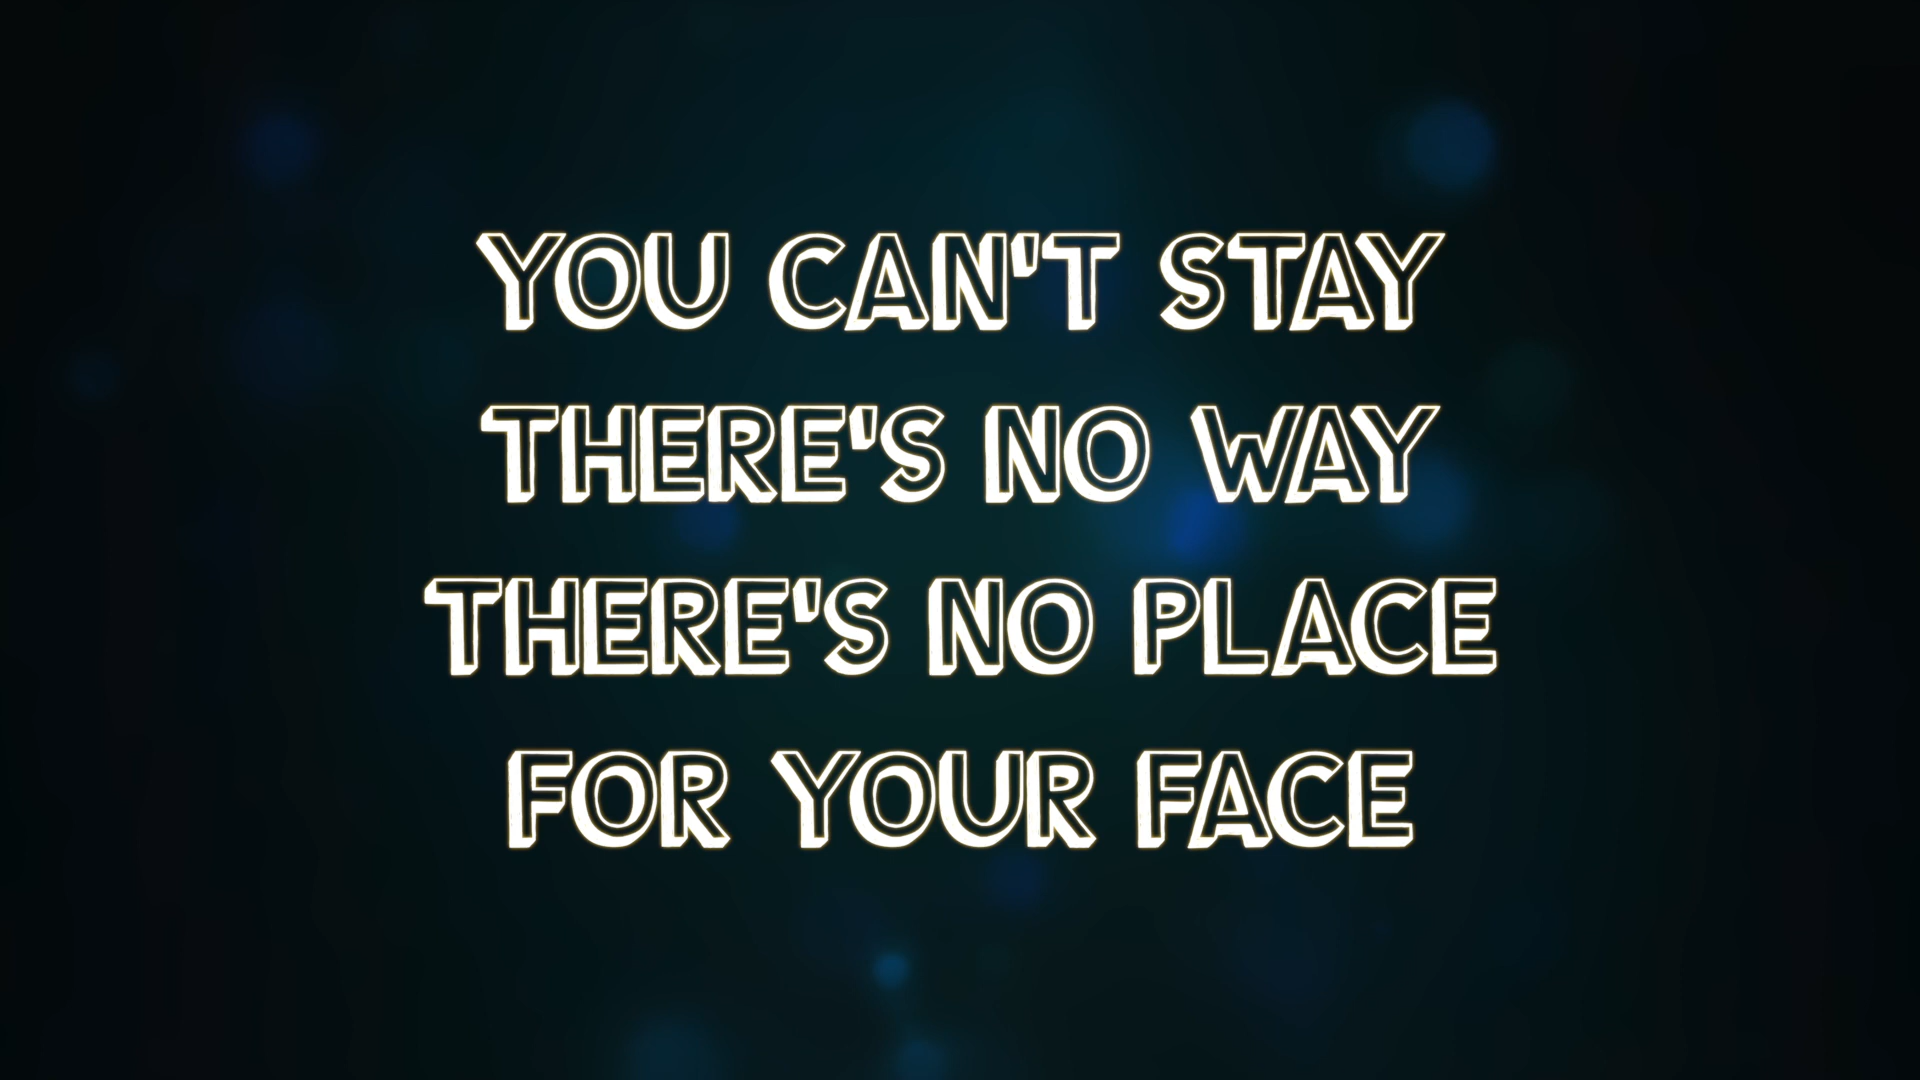 YOU CAN'T STAY
THERE'S NO WAY
THERE'S NO PLACE
FOR YOUR FACE